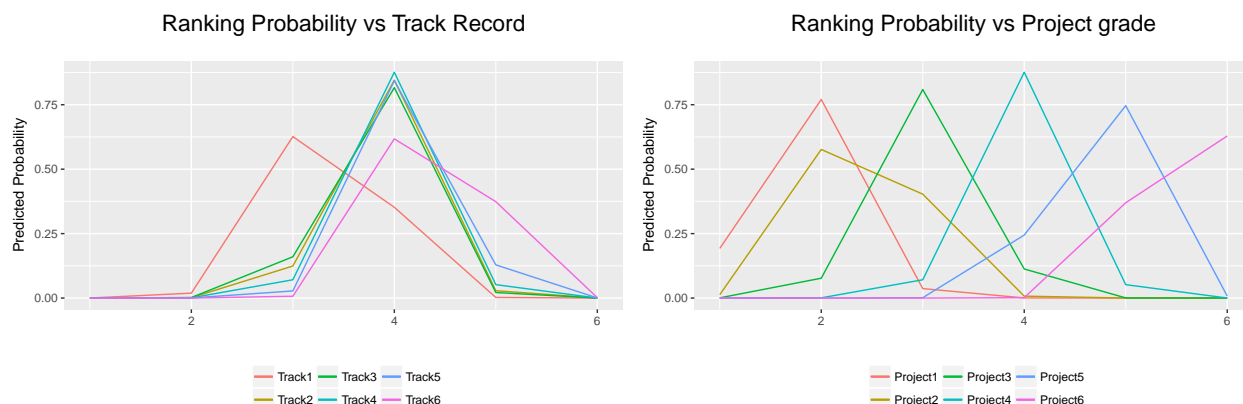 Ranking Probability vs Track Record
Predicted Probability
0.75
0.50
0.25
0.00
2 4 6
Track1 Track3 Track5
Track2 Track4 Track6
Ranking Probability vs Project grade
Predicted Probability
0.75
0.50
0.25
0.00
2 4 6
Project1 Project3 Project5
Project2 Project4 Project6